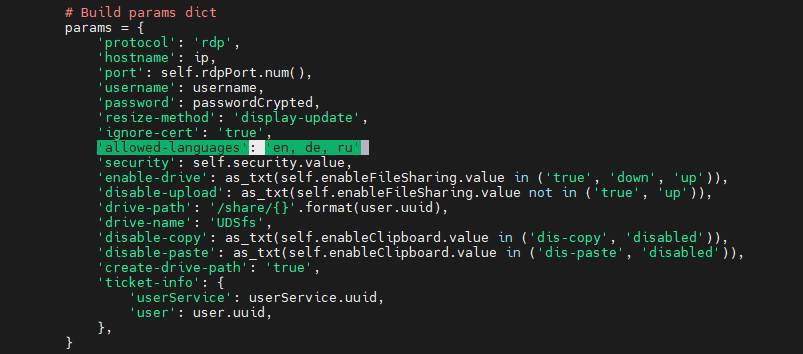 # Build params dict
params = {
'protocol': 'rdp',
'hostname': ip,
'port': self.rdpPort.num(),
'username': username,
'password': passwordCrypted,
'resize-method': 'display-update',
'ignore-cert': 'true',
'allowed-languages': 'en, de, ru'
'security': self.security.value,
'enable-drive': as_txt(self.enableFileSharing.value in ('true', 'down', 'up')),
'disable-upload': as_txt(self.enableFileSharing.value not in ('true', 'up')),
'drive-path': '/share/{}'.format(user.uuid),
'drive-name': 'UDSfs',
'disable-copy': as_txt(self.enableClipboard.value in ('dis-copy', 'disabled')),
'disable-paste': as_txt(self.enableClipboard.value in ('dis-paste', 'disabled')),
'create-drive-path': 'true',
'ticket-info': {
'userService': userService.uuid,
'user': user.uuid,
},
}